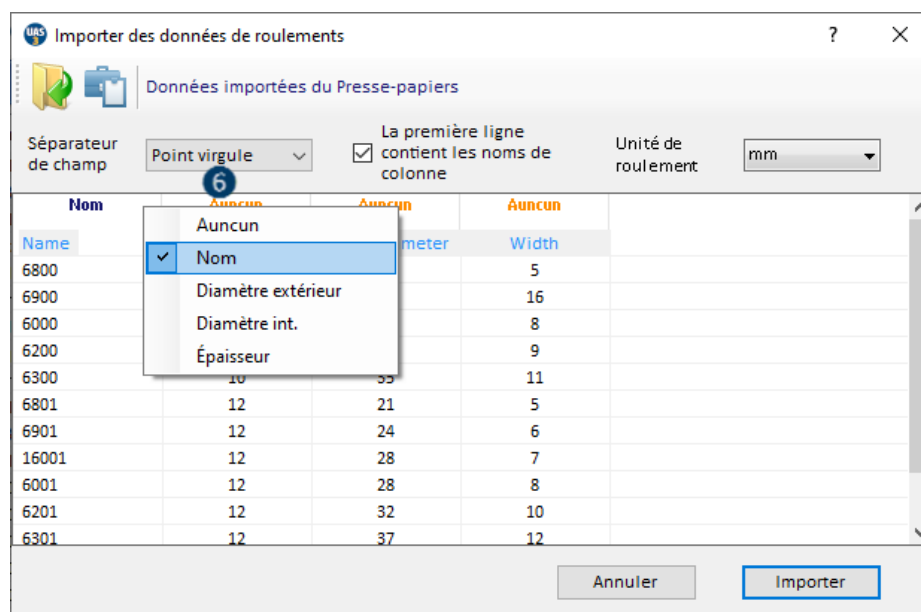 UAS
3
Importer des données de roulements
?
Données importées du Presse-papiers
Séparateur
de champ
Point virgule
La première ligne
contient les noms de
colonne
Unité de
roulement
mm
6
Nom Auncun Auncun Auncun
Auncun
Name meter Width
Nom
6800 5
Diamètre extérieur
6900 16
Diamètre int.
6000 8
Épaisseur
6200 9
6300 10 35 11
6801 12 21 5
6901 12 24 6
16001 12 28 7
6001 12 28 8
6201 12 32 10
6301 12 37 12
Annuler Importer